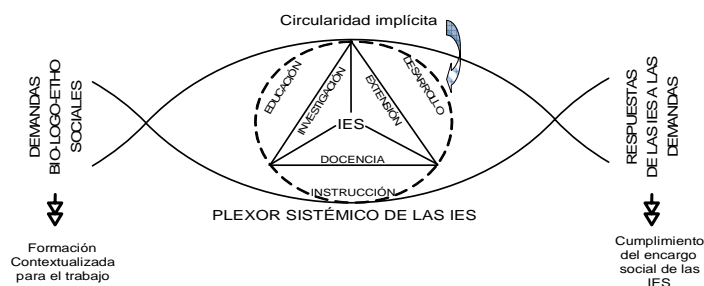 Circularidad implícita
DEMANDAS
BIO-LOGO-ETHO
SOCIALES
EDUCACIÓN
INVESTIGACIÓN
EXTENSIÓN
DESARROLLO
IES
DOCENCIA
INSTRUCCIÓN
PLEXOR SISTÉMICO DE LAS IES
RESPUESTAS
DE LAS IES A LAS
DEMANDAS
Formación
Contextualizada
para el trabajo
Cumplimiento
del encargo
social de las
IES